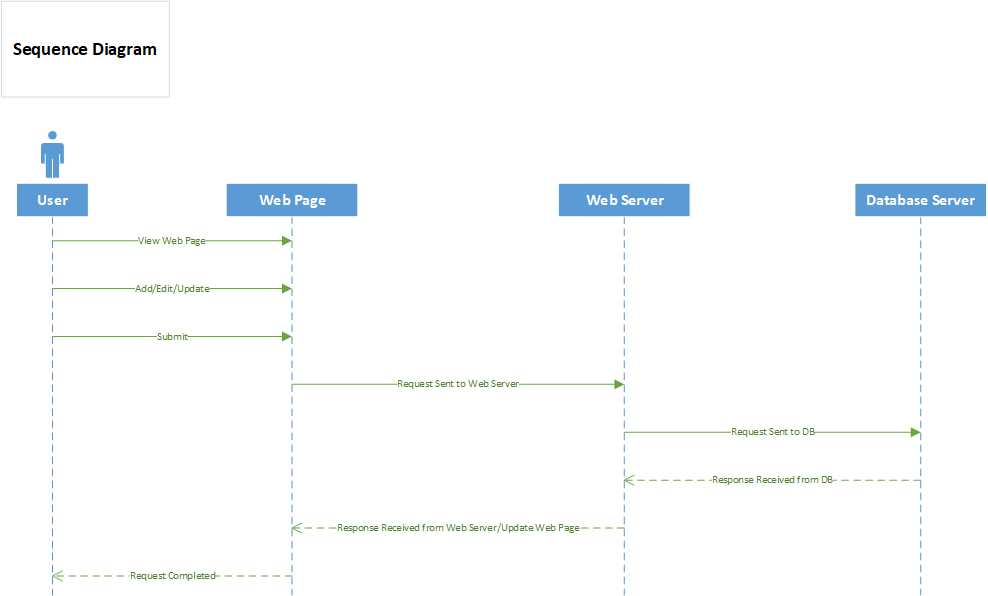 Sequence Diagram
User
Web Page
Web Server
Database Server
View Web Page
Add/Edit/Update
Submit
Request Sent to Web Server
Request Sent to DB
Response Received from DB
Response Received from Web Server/Update Web Page
Request Completed